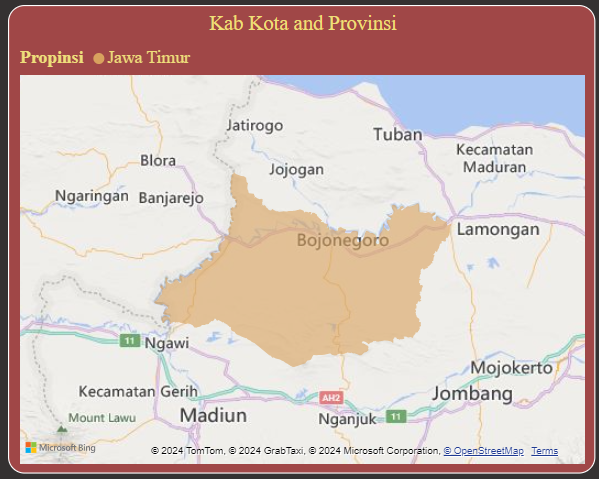 Kab Kota and Provinsi
Propinsi Jawa Timur
Jatirogo
Tuban
Kecamatan
Maduran
Blora
Jojogan
Ngaringan
Banjarejo
Lamongan
Bojonegoro
11
Ngawi
Mojokerto
Kecamatan Gerih
AH2
Jombang
Mount Lawu
Madiun
Nganjuk
11
Microsoft Bing
© 2024 TomTom, © 2024 GrabTaxi, © 2024 Microsoft Corporation, © OpenStreetMap Terms